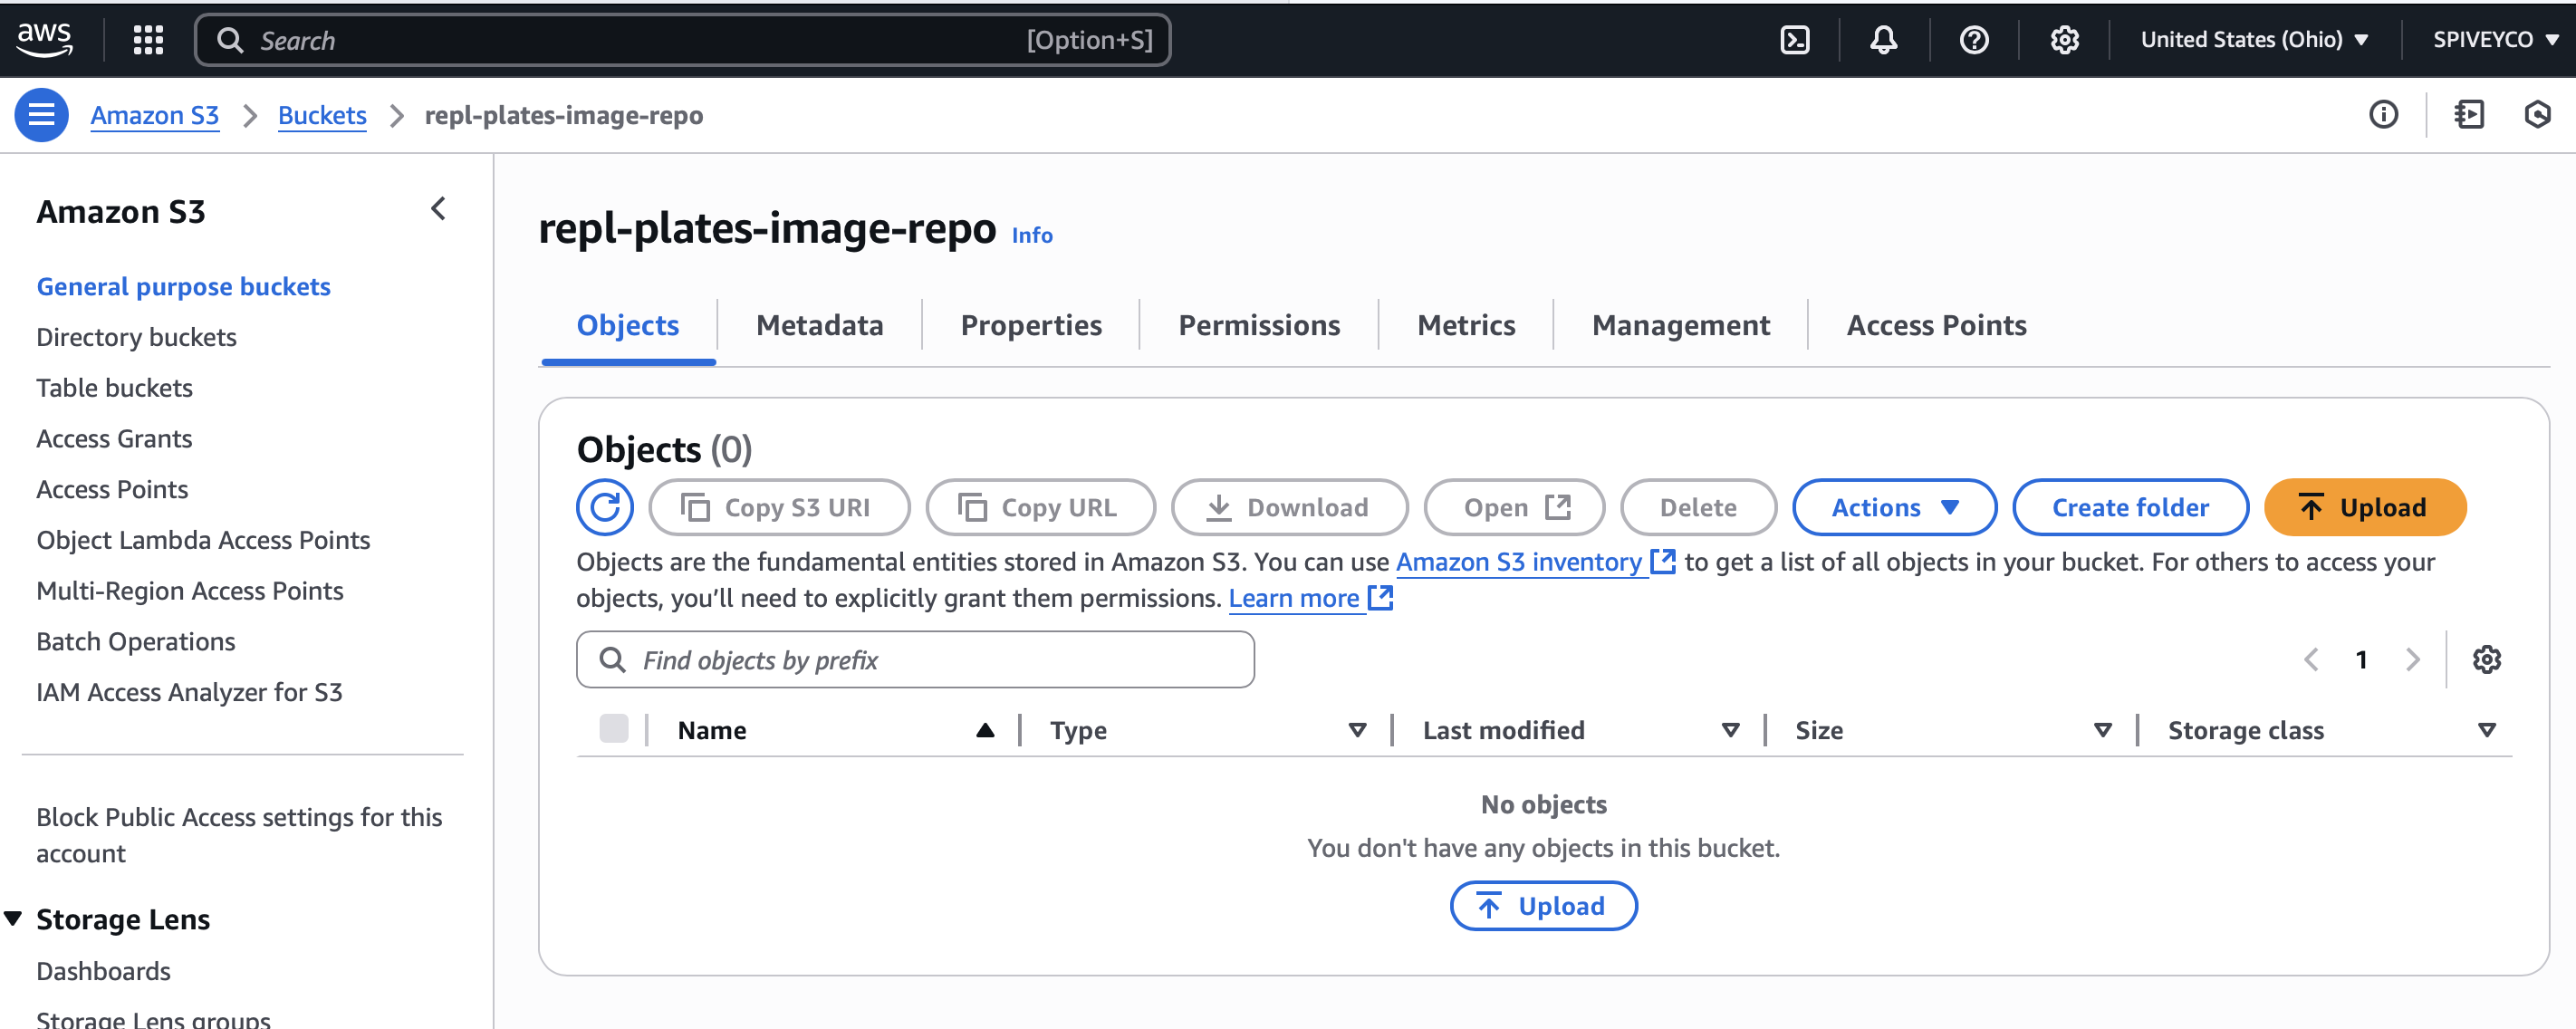 aws
Search [Option+S]
United States (Ohio)
SPIVEYCO
Amazon S3
Buckets
repl-plates-image-repo
Amazon S3
General purpose buckets
Directory buckets
Table buckets
Access Grants
Access Points
Object Lambda Access Points
Multi-Region Access Points
Batch Operations
IAM Access Analyzer for S3
Block Public Access settings for this
account
Storage Lens
Dashboards
Storage Lens groups
repl-plates-image-repo Info
Objects
Metadata
Properties
Permissions
Metrics
Management
Access Points
Objects (0)
Copy S3 URI
Copy URL
Download
Open
Delete
Actions
Create folder
Upload
Objects are the fundamental entities stored in Amazon S3. You can use Amazon S3 inventory to get a list of all objects in your bucket. For others to access your
objects, you’ll need to explicitly grant them permissions. Learn more
Find objects by prefix
1
Name
Type
Last modified
Size
Storage class
No objects
You don't have any objects in this bucket.
Upload